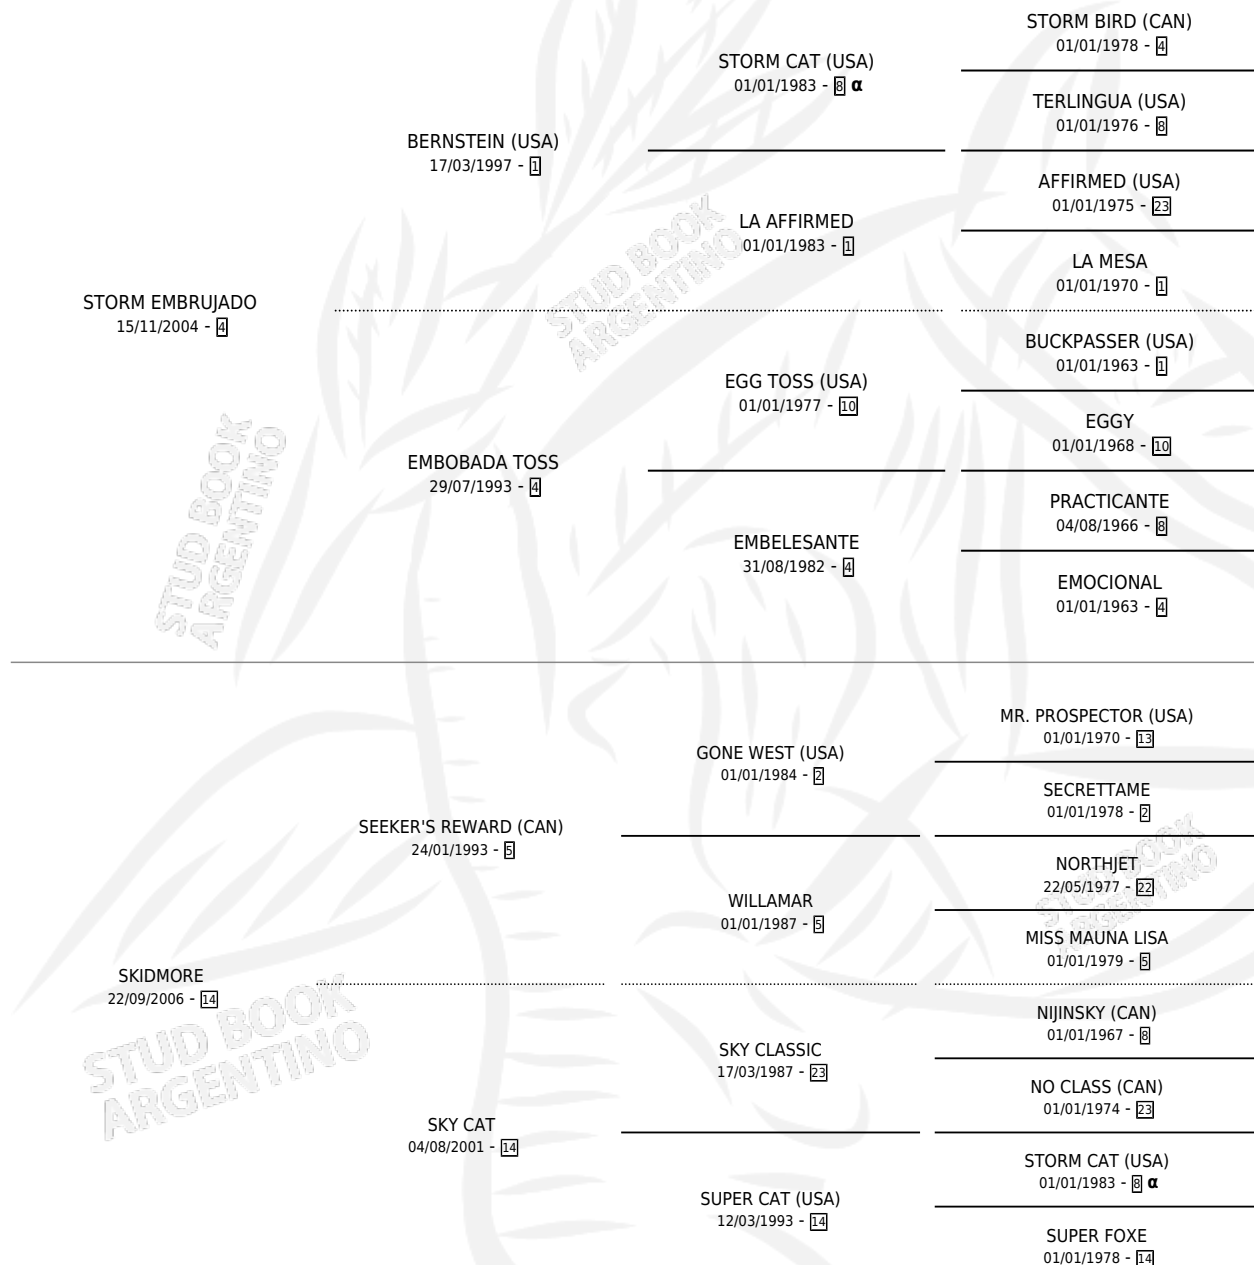 STORM BIRD (CAN)
01/01/1978 - 4
STORM CAT (USA)
01/01/1983 - 8 α
TERLINGUA (USA)
01/01/1976 - 8
BERNSTEIN (USA)
17/03/1997 - 1
AFFIRMED (USA)
01/01/1975 - 23
LA AFFIRMED
01/01/1983 - 1
LA MESA
01/01/1970 - 1
STORM EMBRUJADO
15/11/2004 - 4
BUCKPASSER (USA)
01/01/1963 - 1
EGG TOSS (USA)
01/01/1977 - 10
EGGY
01/01/1968 - 10
EMBOBADA TOSS
29/07/1993 - 4
PRACTICANTE
04/08/1966 - 8
EMBELESANTE
31/08/1982 - 4
EMOCIONAL
01/01/1963 - 4
MR. PROSPECTOR (USA)
01/01/1970 - 13
GONE WEST (USA)
01/01/1984 - 2
SECRETTAME
01/01/1978 - 2
SEEKER'S REWARD (CAN)
24/01/1993 - 5
NORTHJET
22/05/1977 - 22
WILLAMAR
01/01/1987 - 5
MISS MAUNA LISA
01/01/1979 - 5
SKIDMORE
22/09/2006 - 14
NIJINSKY (CAN)
01/01/1967 - 8
SKY CLASSIC
17/03/1987 - 23
NO CLASS (CAN)
01/01/1974 - 23
SKY CAT
04/08/2001 - 14
STORM CAT (USA)
01/01/1983 - 8 α
SUPER CAT (USA)
12/03/1993 - 14
SUPER FOXE
01/01/1978 - 14
STUD BOOK
ARGENTINO
STUD BOOK
ARGENTINO
STUD BOOK
ARGENTINO
STUD BOOK
ARGENTINO